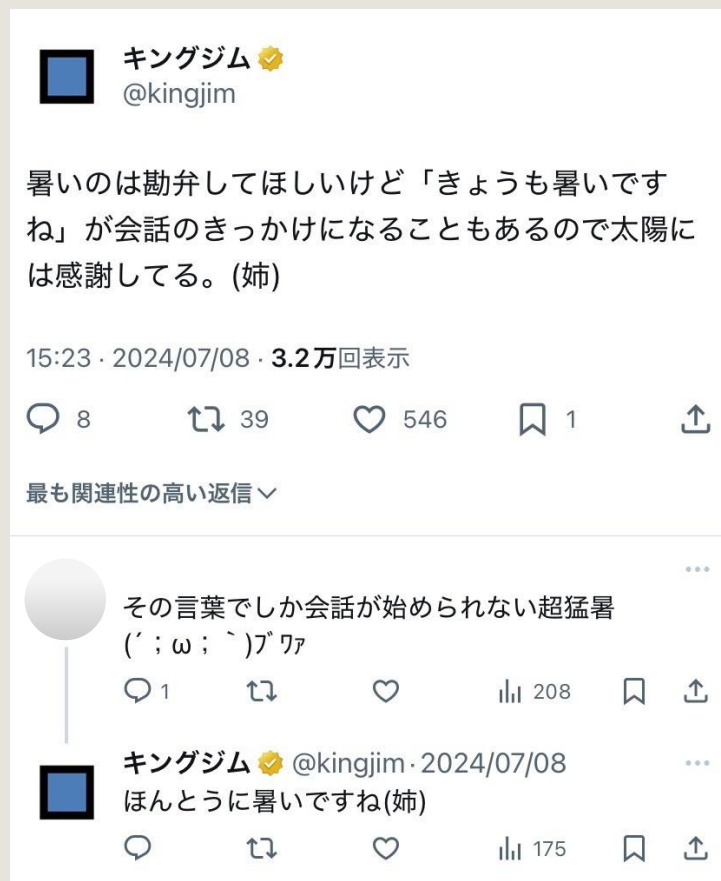 キングジム
@kingjim
暑いのは勘弁してほしいけど「きょうも暑いです
ね」が会話のきっかけになることもあるので太陽に
は感謝してる。(姉)
15:23 · 2024/07/08 · 3.2万回表示
8 39 546 1
最も関連性の高い返信
その言葉でしか会話が始められない超猛暑
(´；ω；｀)ﾌﾞﾜｧ
1 208
キングジム @kingjim · 2024/07/08
ほんとうに暑いですね(姉)
175